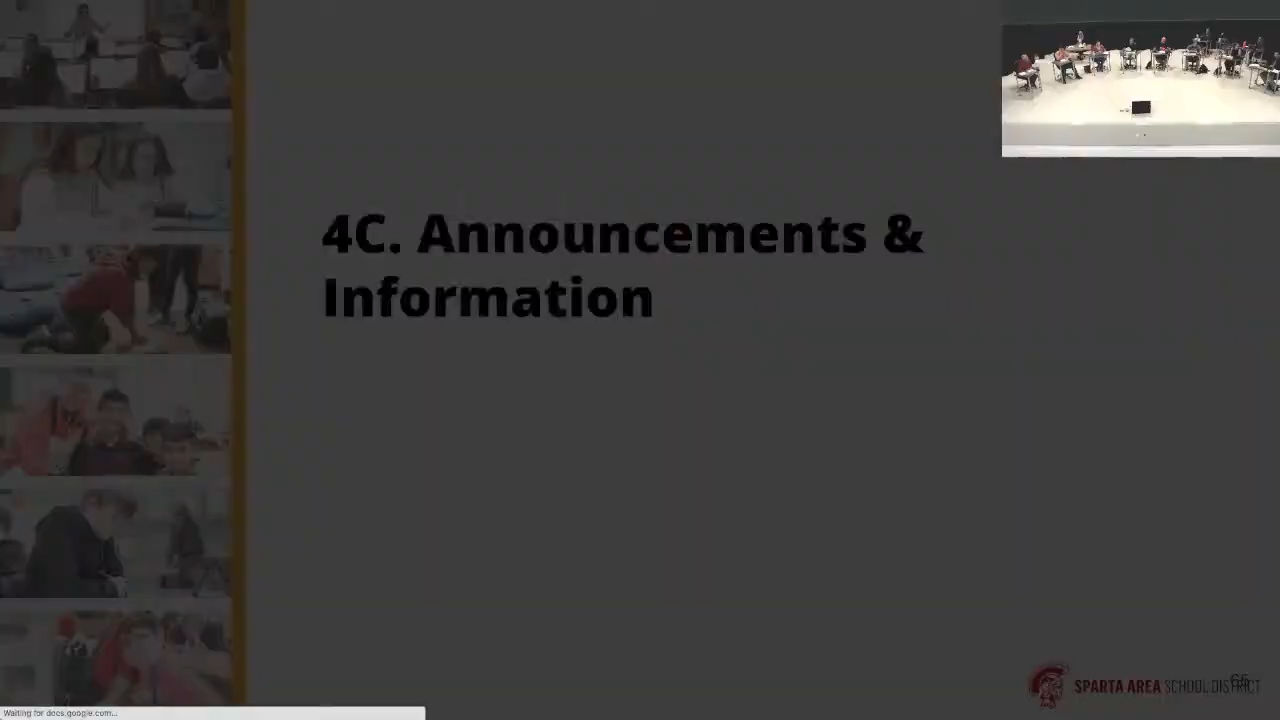 4C. Announcements &
Information
SPARTA AREA SCHOOL DISTRICT
Waiting for docs.google.com...